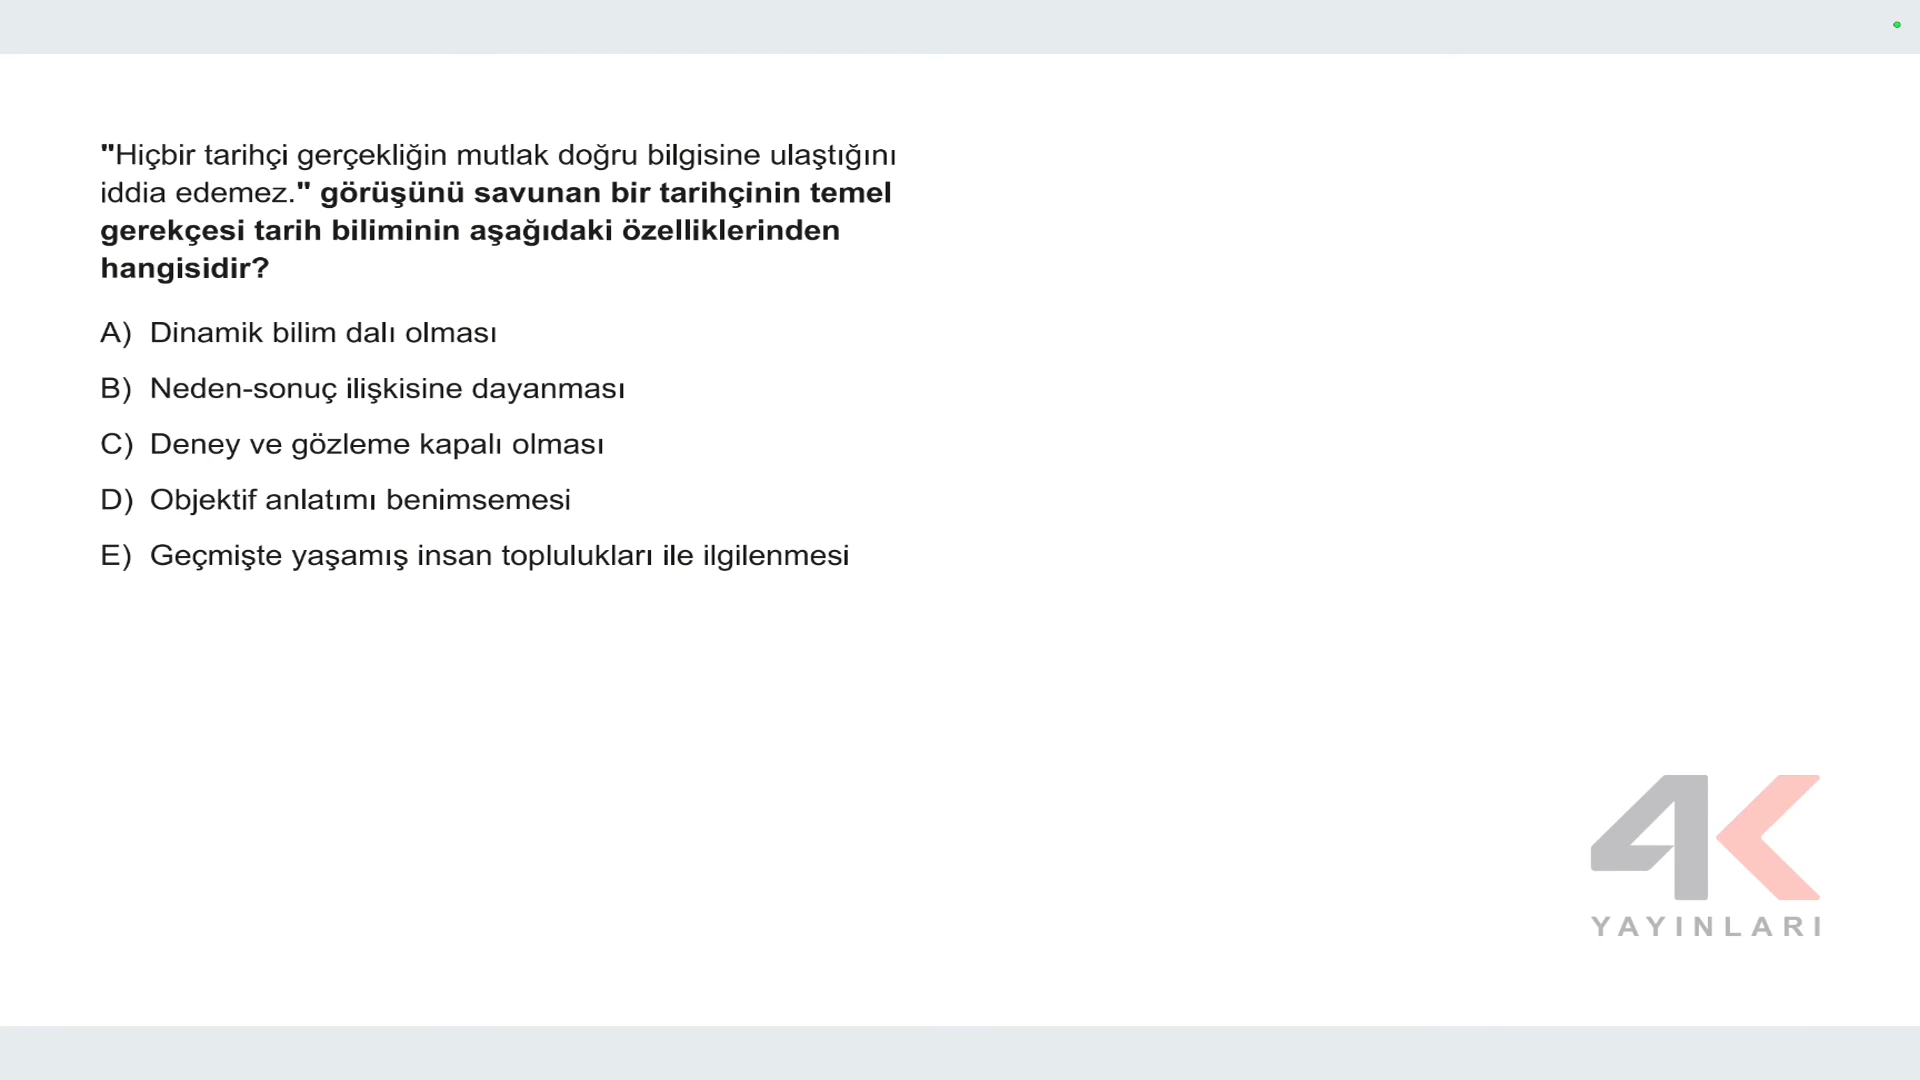 "Hiçbir tarihçi gerçekliğin mutlak doğru bilgisine ulaştığını
iddia edemez." görüşünü savunan bir tarihçinin temel
gerekçesi tarih biliminin aşağıdaki özelliklerinden
hangisidir?
A) Dinamik bilim dalı olması
B) Neden-sonuç ilişkisine dayanması
C) Deney ve gözleme kapalı olması
D) Objektif anlatımı benimsemesi
E) Geçmişte yaşamış insan toplulukları ile ilgilenmesi
4K
YAYINLARI